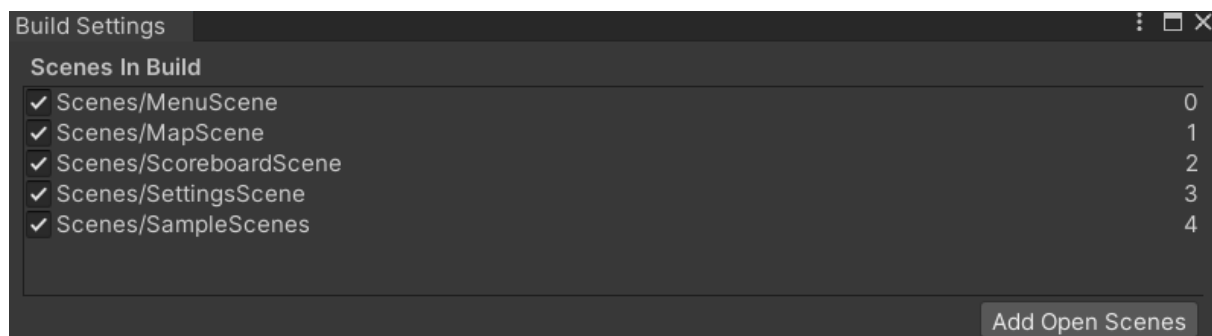 Build Settings
Scenes In Build
Scenes/MenuScene 0
Scenes/MapScene 1
Scenes/ScoreboardScene 2
Scenes/SettingsScene 3
Scenes/SampleScenes 4
Add Open Scenes